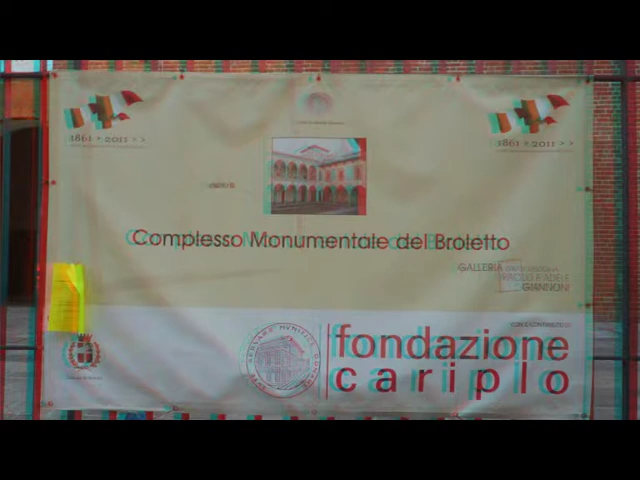 1861 > 2011 > >
1861 > 2011 > >
Complesso Monumentale del Broletto
GALLERIA
GIANNONI
fondazione
cariplo